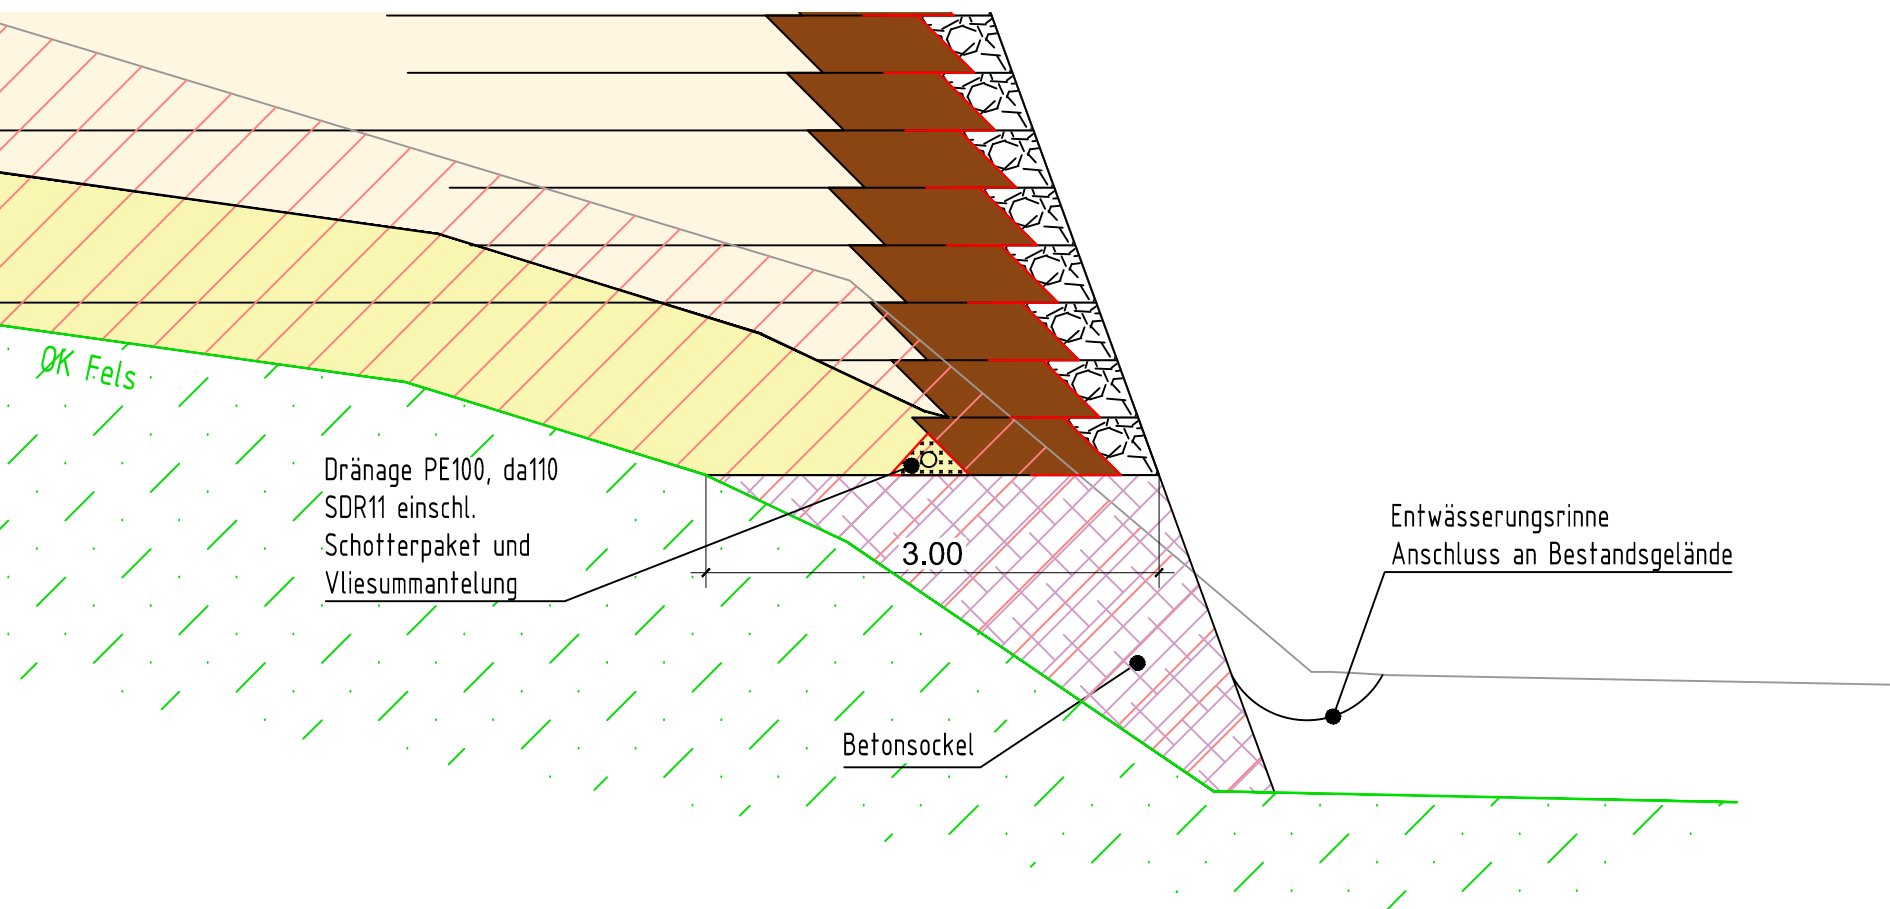 OK Fels
Dränage PE100, da110
SDR11 einschl.
Schotterpaket und
Vliesummantelung
3.00
Entwässerungsrinne
Anschluss an Bestandsgelände
Betonsockel